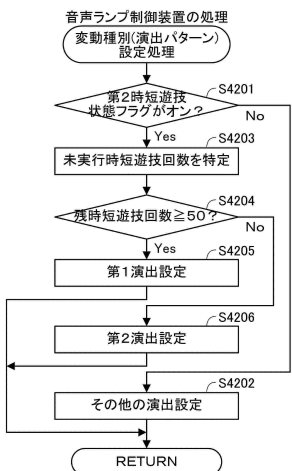 音声ランプ制御装置の処理
変動種別(演出パターン)
設定処理
S4201
第2時短遊技
状態フラグがオン?
No
Yes
S4203
未実行時短遊技回数を特定
S4204
残時短遊技回数≧50?
No
Yes
S4205
第1演出設定
S4206
第2演出設定
S4202
その他の演出設定
RETURN